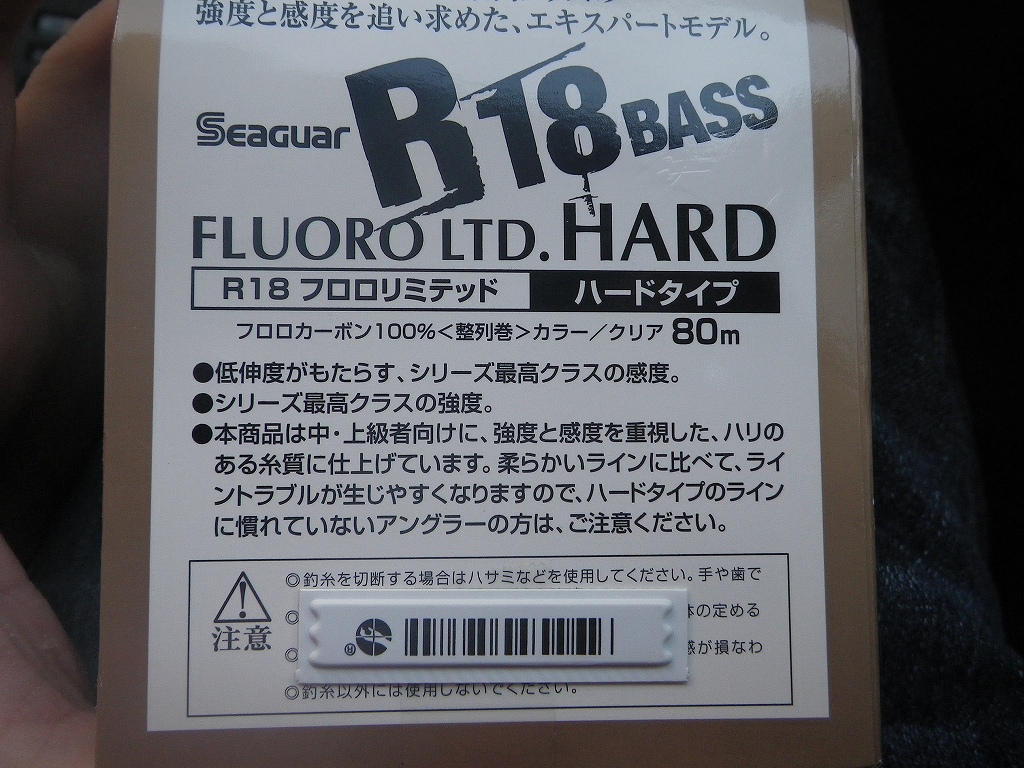 強度と感度を追い求めた、エキスパートモデル。
Seaguar R18 BASS
FLUORO LTD. HARD
R18 フロロリミテッド ハードタイプ
フロロカーボン100%<整列巻>カラー/クリア 80m
●低伸度がもたらす、シリーズ最高クラスの感度。
●シリーズ最高クラスの強度。
●本商品は中・上級者向けに、強度と感度を重視した、ハリの
ある糸質に仕上げています。柔らかいラインに比べて、ライ
ントラブルが生じやすくなりますので、ハードタイプのライン
に慣れていないアングラーの方は、ご注意ください。
注意
◎釣糸を切断する場合はハサミなどを使用してください。手や歯で
◎ 体の定める
◎ 感が損なわ
◎釣糸以外には使用しないでください。
®